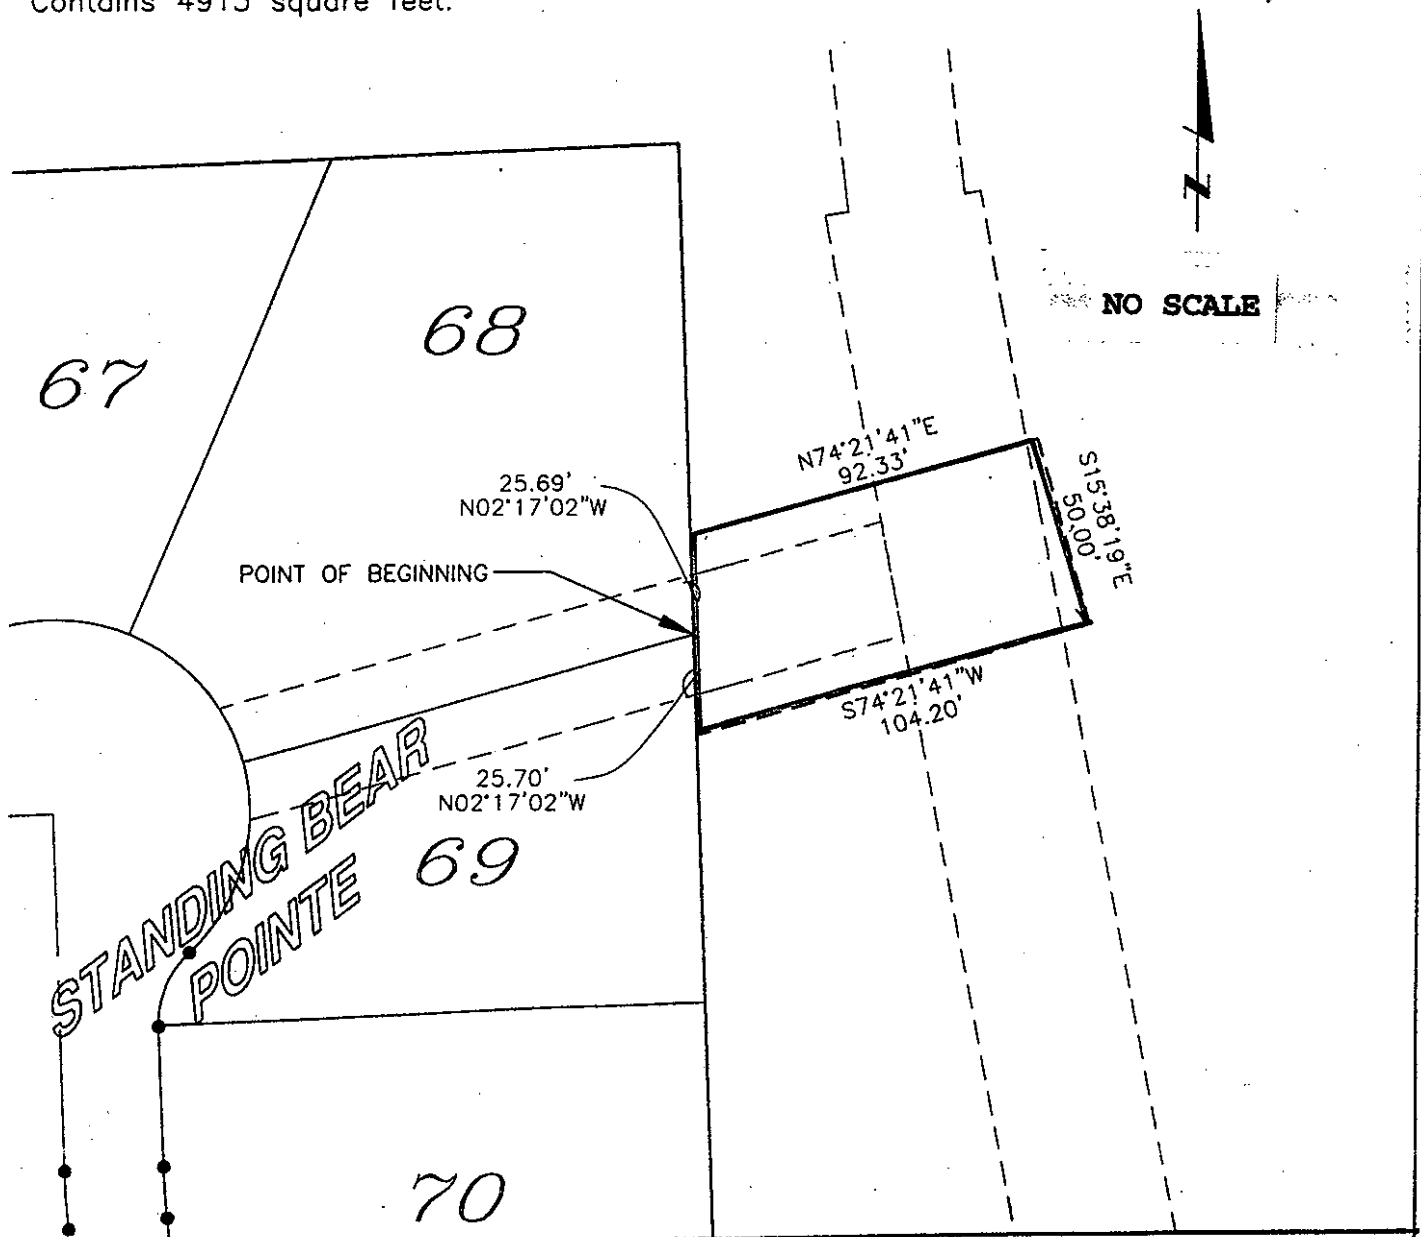 Contains 4913 square feet.
N
NO SCALE
68
67
N74°21'41"E
92.33'
S15°38'19"E
50.00'
25.69'
N02°17'02"W
POINT OF BEGINNING
S74°21'41"W
104.20'
25.70'
N02°17'02"W
STANDING BEAR
POINTE
69
70